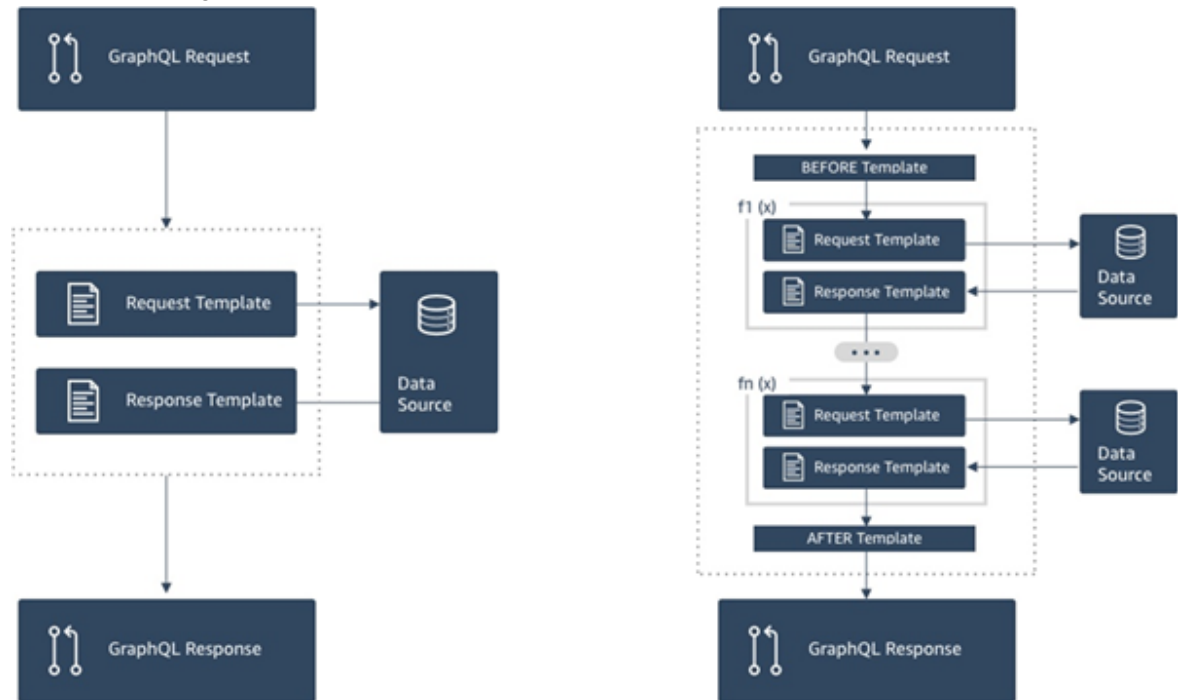 GraphQL Request
Request Template
Response Template
Data
Source
GraphQL Response
GraphQL Request
BEFORE Template
f1 (x)
Request Template
Response Template
Data
Source
...
fn (x)
Request Template
Response Template
Data
Source
AFTER Template
GraphQL Response